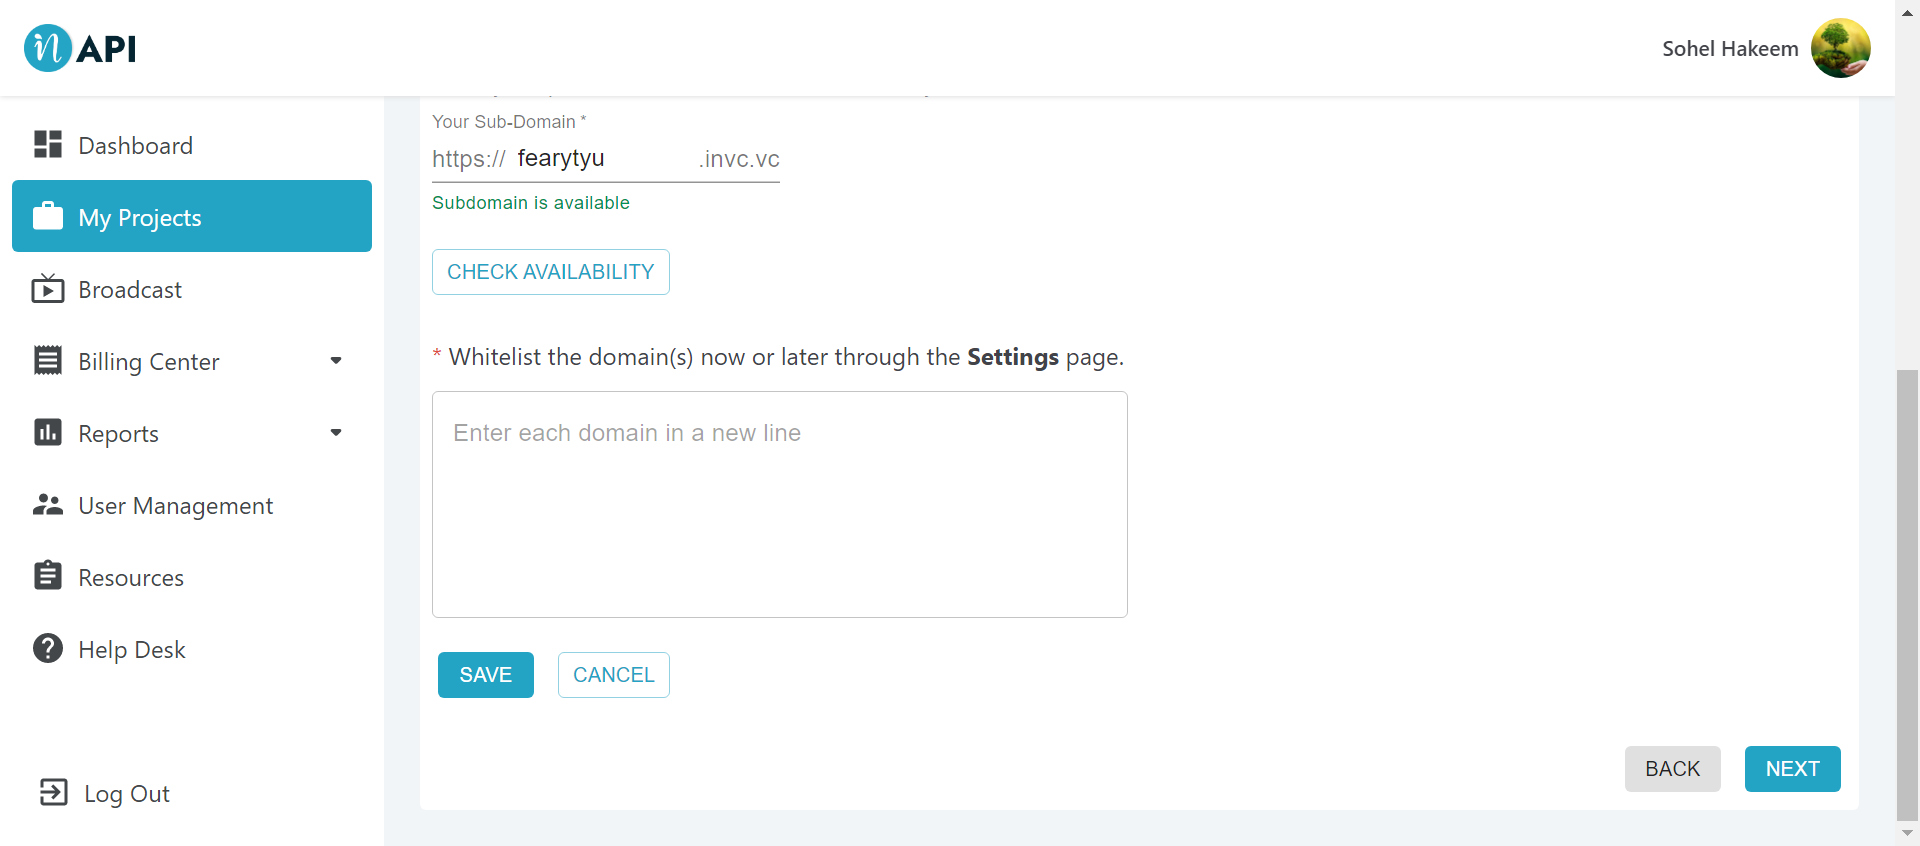 in API
Sohel Hakeem
Dashboard
My Projects
Broadcast
Billing Center
Reports
User Management
Resources
Help Desk
Log Out
Your Sub-Domain *
https:// fearytyu .invc.vc
Subdomain is available
CHECK AVAILABILITY
* Whitelist the domain(s) now or later through the Settings page.
Enter each domain in a new line
SAVE CANCEL
BACK NEXT